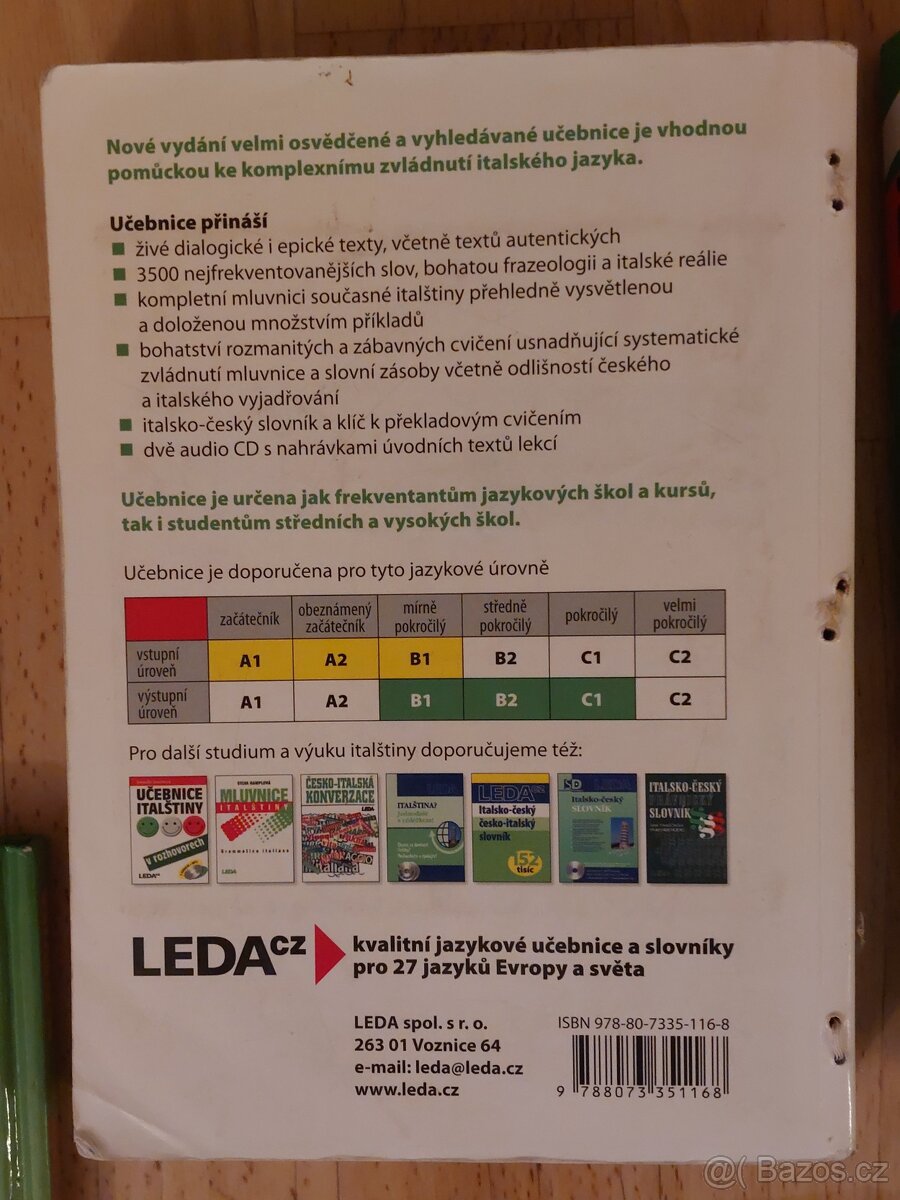 Nové vydání velmi osvědčené a vyhledávané učebnice je vhodnou
pomůckou ke komplexnímu zvládnutí italského jazyka.
Učebnice přináší
■ živé dialogické i epické texty, včetně textů autentických
■ 3500 nejfrekventovanějších slov, bohatou frazeologii a italské reálie
■ kompletní mluvnici současné italštiny přehledně vysvětlenou
a doloženou množstvím příkladů
■ bohatství rozmanitých a zábavných cvičení usnadňující systematické
zvládnutí mluvnice a slovní zásoby včetně odlišností českého
a italského vyjadřování
■ italsko-český slovník a klíč k překladovým cvičením
■ dvě audio CD s nahrávkami úvodních textů lekcí
Učebnice je určena jak frekventantům jazykových škol a kursů,
tak i studentům středních a vysokých škol.
Učebnice je doporučena pro tyto jazykové úrovně
začátečník obeznámený začátečník mírně pokročilý středně pokročilý pokročilý velmi pokročilý
vstupní úroveň A1 A2 B1 B2 C1 C2
výstupní úroveň A1 A2 B1 B2 C1 C2
Pro další studium a výuku italštiny doporučujeme též:
UČEBNICE
ITALŠTINY
v rozhovorech
LEDA
MLUVNICE
ITALŠTINY
Grammatica italiana
LEDA
ČESKO-ITALSKÁ
KONVERZACE
LEDA
ITALŠTINA?
LEDA
Italsko-český
česko-italský
slovník
152
tisíc
Italsko-český
SLOVNÍK
ITALSKO-ČESKÝ
SLOVNÍK
LEDA CZ
kvalitní jazykové učebnice a slovníky
pro 27 jazyků Evropy a světa
LEDA spol. s r. o.
263 01 Voznice 64
e-mail: leda@leda.cz
www.leda.cz
ISBN 978-80-7335-116-8
9 788073 351168
@( Bazos.cz